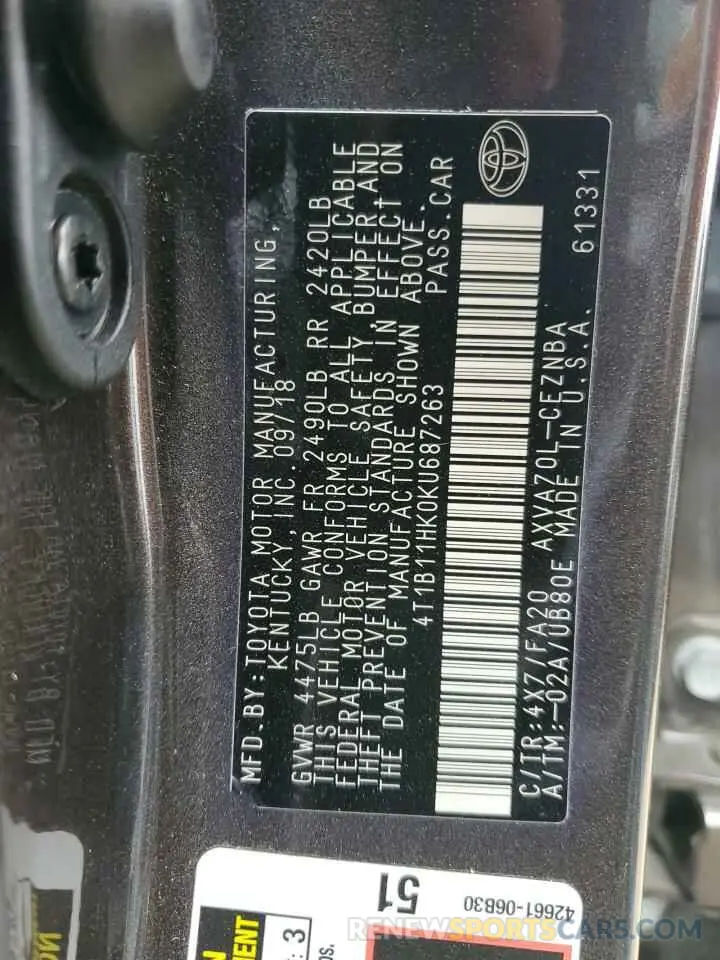 MFD.BY:TOYOTA MOTOR MANUFACTURING,
KENTUCKY, INC. 09/18
GVWR 4475LB GAWR FR 2490LB RR 2420LB
THIS VEHICLE CONFORMS TO ALL APPLICABLE
FEDERAL MOTOR VEHICLE SAFETY, BUMPER, AND
THEFT PREVENTION STANDARDS IN EFFECT ON
THE DATE OF MANUFACTURE SHOWN ABOVE.
4T1B11HK0KU687263 PASS.CAR
C/TR:4X7/FA20 AXVA70L-CEZNBA
A/TM:-02A/UB80E MADE IN U.S.A. 61331
51
42661-06B30
3
RENEWSPORTSCARS.COM